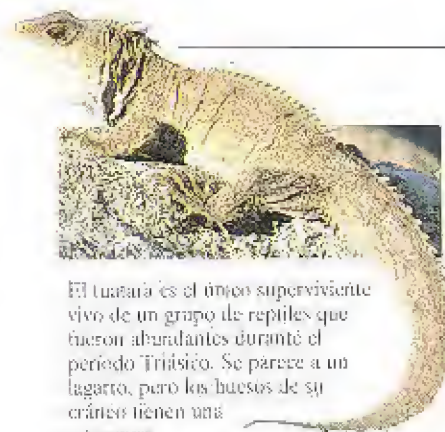 El tuatara es el único superviviente
vivo de un grupo de reptiles que
fueron abundantes durante el
período Triásico. Se parece a un
lagarto, pero los huesos de su
cráneo tienen una